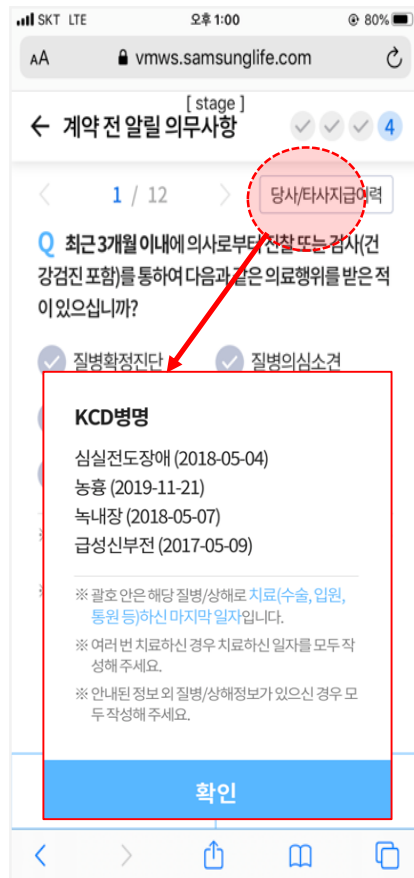 SKT LTE 오후 1:00 80%
AA vmws.samsunglife.com
[ stage ]
계약 전 알릴 의무사항 4
1 / 12 당사/타사지급이력
Q 최근 3개월 이내에 의사로부터 진찰 또는 검사(건
강검진 포함)를 통하여 다음과 같은 의료행위를 받은 적
이 있으십니까?
질병확정진단 질병의심소견
KCD병명
심실전도장애 (2018-05-04)
농흉 (2019-11-21)
녹내장 (2018-05-07)
급성신부전 (2017-05-09)
※ 괄호 안은 해당 질병/상해로 치료(수술, 입원,
통원 등)하신 마지막 일자입니다.
※ 여러 번 치료하신 경우 치료하신 일자를 모두 작
성해 주세요.
※ 안내된 정보 외 질병/상해정보가 있으신 경우 모
두 작성해 주세요.
확인